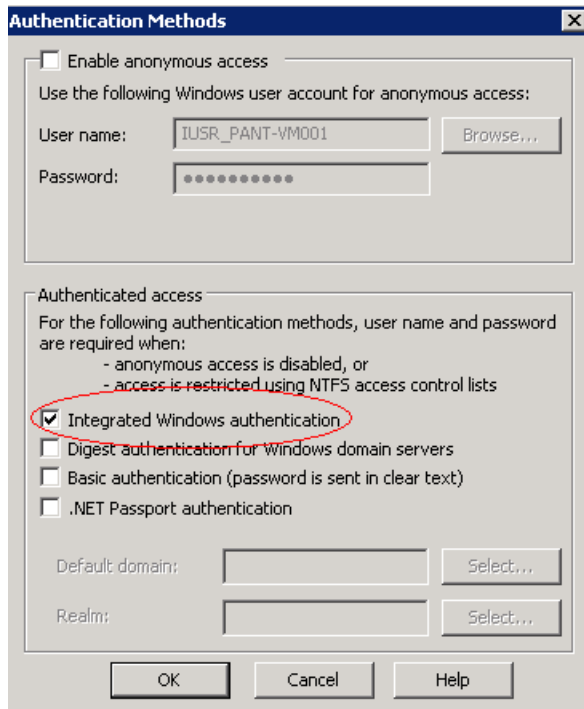 Authentication Methods
Enable anonymous access
Use the following Windows user account for anonymous access:
User name: IUSR_PANT-VM001 Browse...
Password: ●●●●●●●●●●
Authenticated access
For the following authentication methods, user name and password
are required when:
- anonymous access is disabled, or
- access is restricted using NTFS access control lists
Integrated Windows authentication
Digest authentication for Windows domain servers
Basic authentication (password is sent in clear text)
.NET Passport authentication
Default domain: Select...
Realm: Select...
OK Cancel Help